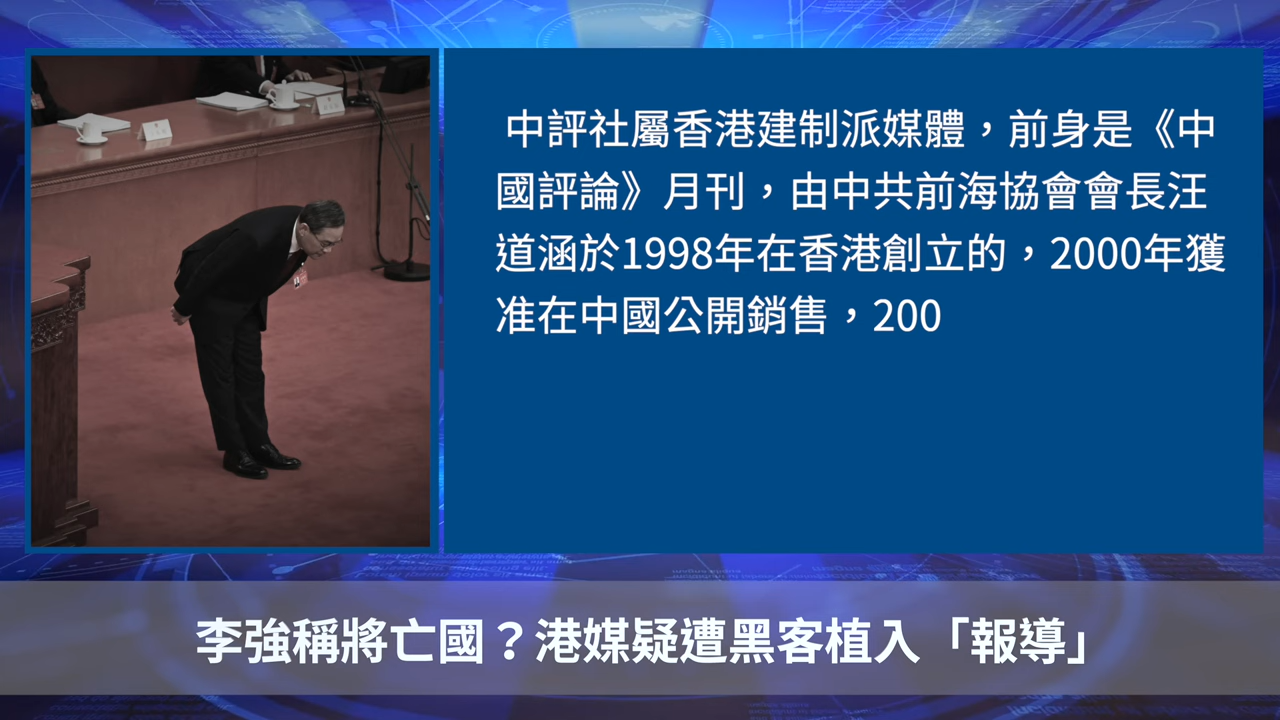 中評社屬香港建制派媒體，前身是《中
國評論》月刊，由中共前海協會會長汪
道涵於1998年在香港創立的，2000年獲
准在中國公開銷售，200
李強稱將亡國？港媒疑遭黑客植入「報導」